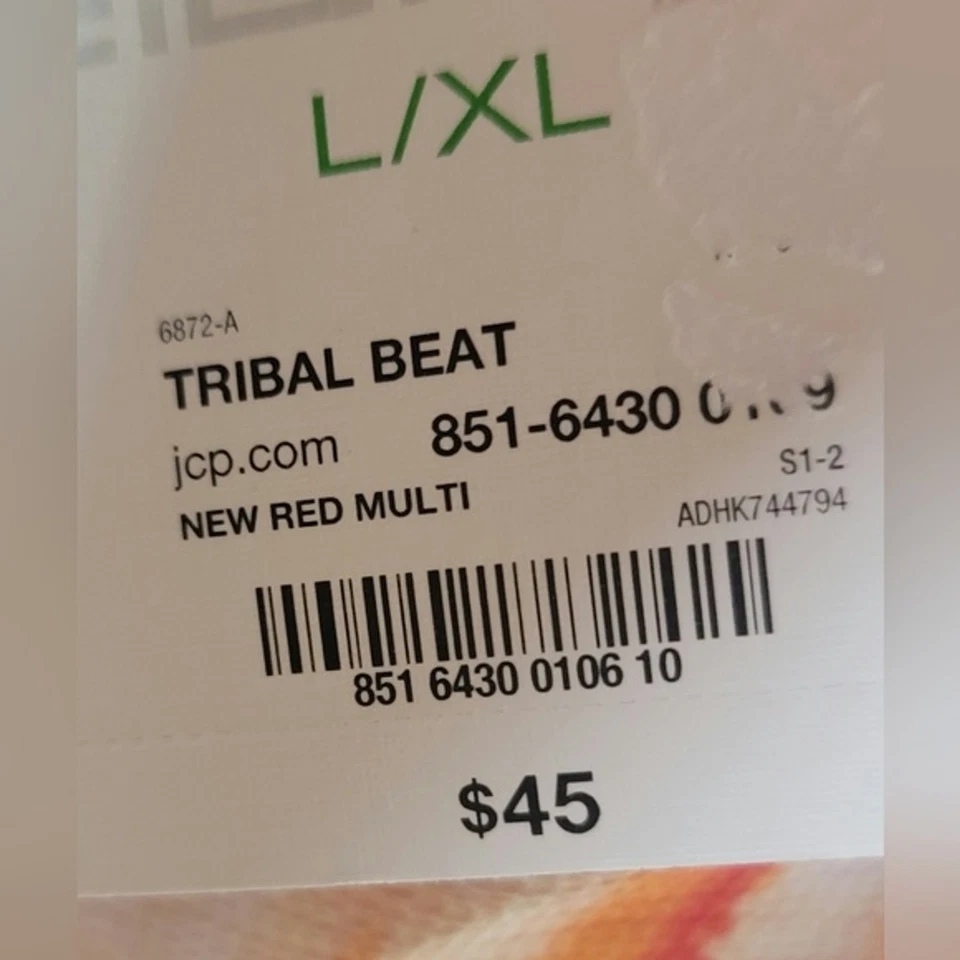 L/XL
6872-A
TRIBAL BEAT
jcp.com 851-6430
S1-2
NEW RED MULTI
ADHK744794
851 6430 0106 10
$45